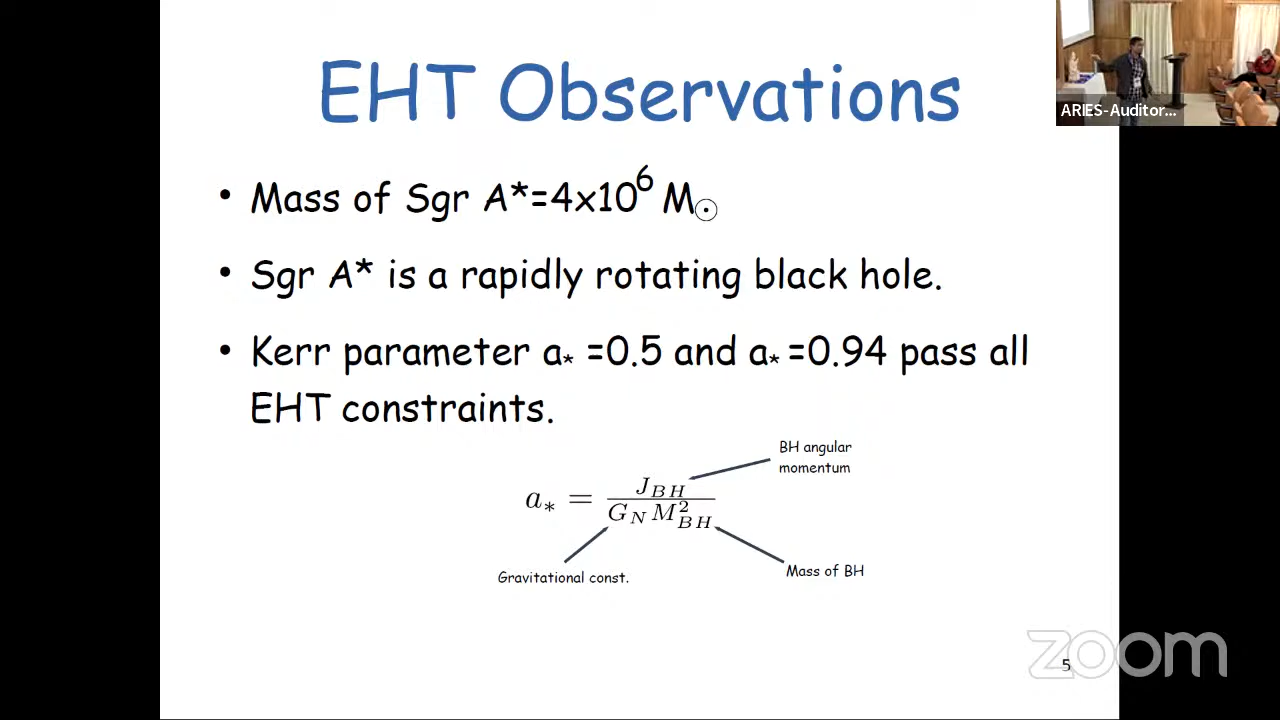 EHT Observations
ARIES-Auditor...
• Mass of Sgr A*=4x10⁶ M☉
• Sgr A* is a rapidly rotating black hole.
• Kerr parameter a* =0.5 and a* =0.94 pass all
EHT constraints.
BH angular
momentum
a* = J_BH / G_N M²_BH
Gravitational const.
Mass of BH
zoom
5